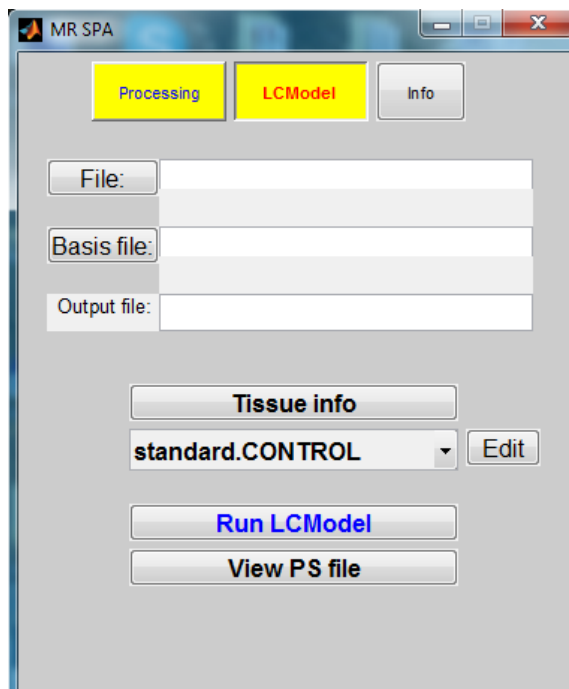 MR SPA
Processing LCModel Info
File:
Basis file:
Output file:
Tissue info
standard.CONTROL Edit
Run LCModel
View PS file